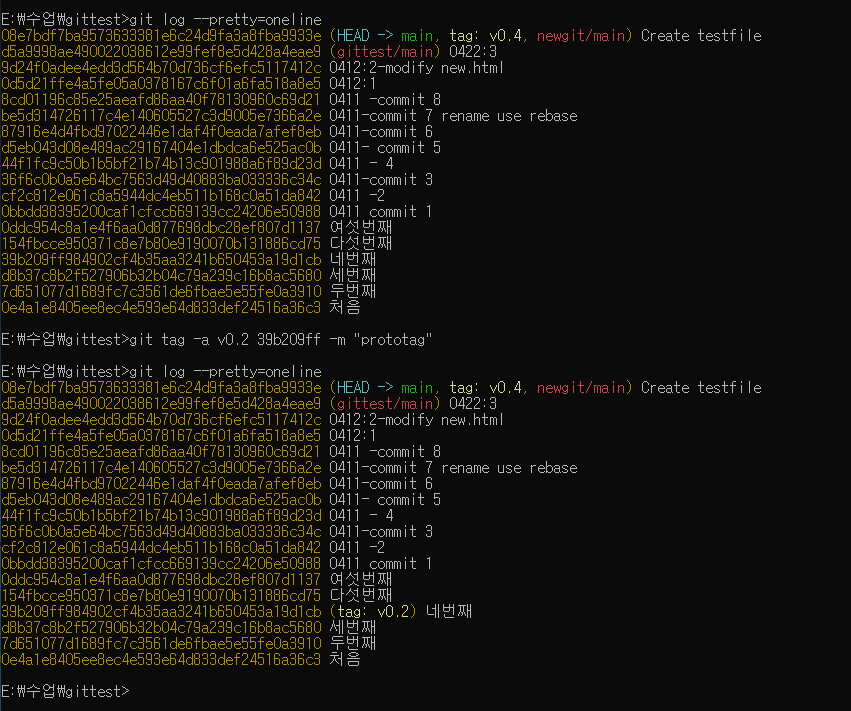 E:\수업\gittest>git log --pretty=oneline
08e7bdf7ba9573633381e6c24d9fa3a8fba9933e (HEAD -> main, tag: v0.4, newgit/main) Create testfile
d5a9998ae490022038612e99fef8e5d428a4eae9 (gittest/main) 0422:3
9d24f0adee4edd3d564b70d736cf6efc5117412c 0412:2-modify new.html
0d5d21ffe4a5fe05a0378167c6f01a6fa518a8e5 0412:1
8cd01196c85e25aeafd86aa40f78130960c69d21 0411 -commit 8
be5d314726117c4e140605527c3d9005e7366a2e 0411-commit 7 rename use rebase
87916e4d4fbd97022446e1daf4f0eada7afef8eb 0411-commit 6
d5eb043d08e489ac29167404e1dbdca6e525ac0b 0411- commit 5
44f1fc9c50b1b5bf21b74b13c901988a6f89d23d 0411 - 4
36f6c0b0a5e64bc7563d49d40883ba033336c34c 0411-commit 3
cf2c812e061c8a5944dc4eb511b168c0a51da842 0411 -2
0bbdd38395200caf1cfcc669139cc24206e50988 0411 commit 1
0ddc954c8a1e4f6aa0d877698dbc28ef807d1137 여섯번째
154fbcce950371c8e7b80e9190070b131886cd75 다섯번째
39b209ff984902cf4b35aa3241b650453a19d1cb 네번째
d8b37c8b2f527906b32b04c79a239c16b8ac5680 세번째
7d651077d1689fc7c3561de6fbae5e55fe0a3910 두번째
0e4a1e8405ee8ec4e593e64d833def24516a36c3 처음
E:\수업\gittest>git tag -a v0.2 39b209ff -m "prototag"
E:\수업\gittest>git log --pretty=oneline
08e7bdf7ba9573633381e6c24d9fa3a8fba9933e (HEAD -> main, tag: v0.4, newgit/main) Create testfile
d5a9998ae490022038612e99fef8e5d428a4eae9 (gittest/main) 0422:3
9d24f0adee4edd3d564b70d736cf6efc5117412c 0412:2-modify new.html
0d5d21ffe4a5fe05a0378167c6f01a6fa518a8e5 0412:1
8cd01196c85e25aeafd86aa40f78130960c69d21 0411 -commit 8
be5d314726117c4e140605527c3d9005e7366a2e 0411-commit 7 rename use rebase
87916e4d4fbd97022446e1daf4f0eada7afef8eb 0411-commit 6
d5eb043d08e489ac29167404e1dbdca6e525ac0b 0411- commit 5
44f1fc9c50b1b5bf21b74b13c901988a6f89d23d 0411 - 4
36f6c0b0a5e64bc7563d49d40883ba033336c34c 0411-commit 3
cf2c812e061c8a5944dc4eb511b168c0a51da842 0411 -2
0bbdd38395200caf1cfcc669139cc24206e50988 0411 commit 1
0ddc954c8a1e4f6aa0d877698dbc28ef807d1137 여섯번째
154fbcce950371c8e7b80e9190070b131886cd75 다섯번째
39b209ff984902cf4b35aa3241b650453a19d1cb (tag: v0.2) 네번째
d8b37c8b2f527906b32b04c79a239c16b8ac5680 세번째
7d651077d1689fc7c3561de6fbae5e55fe0a3910 두번째
0e4a1e8405ee8ec4e593e64d833def24516a36c3 처음
E:\수업\gittest>